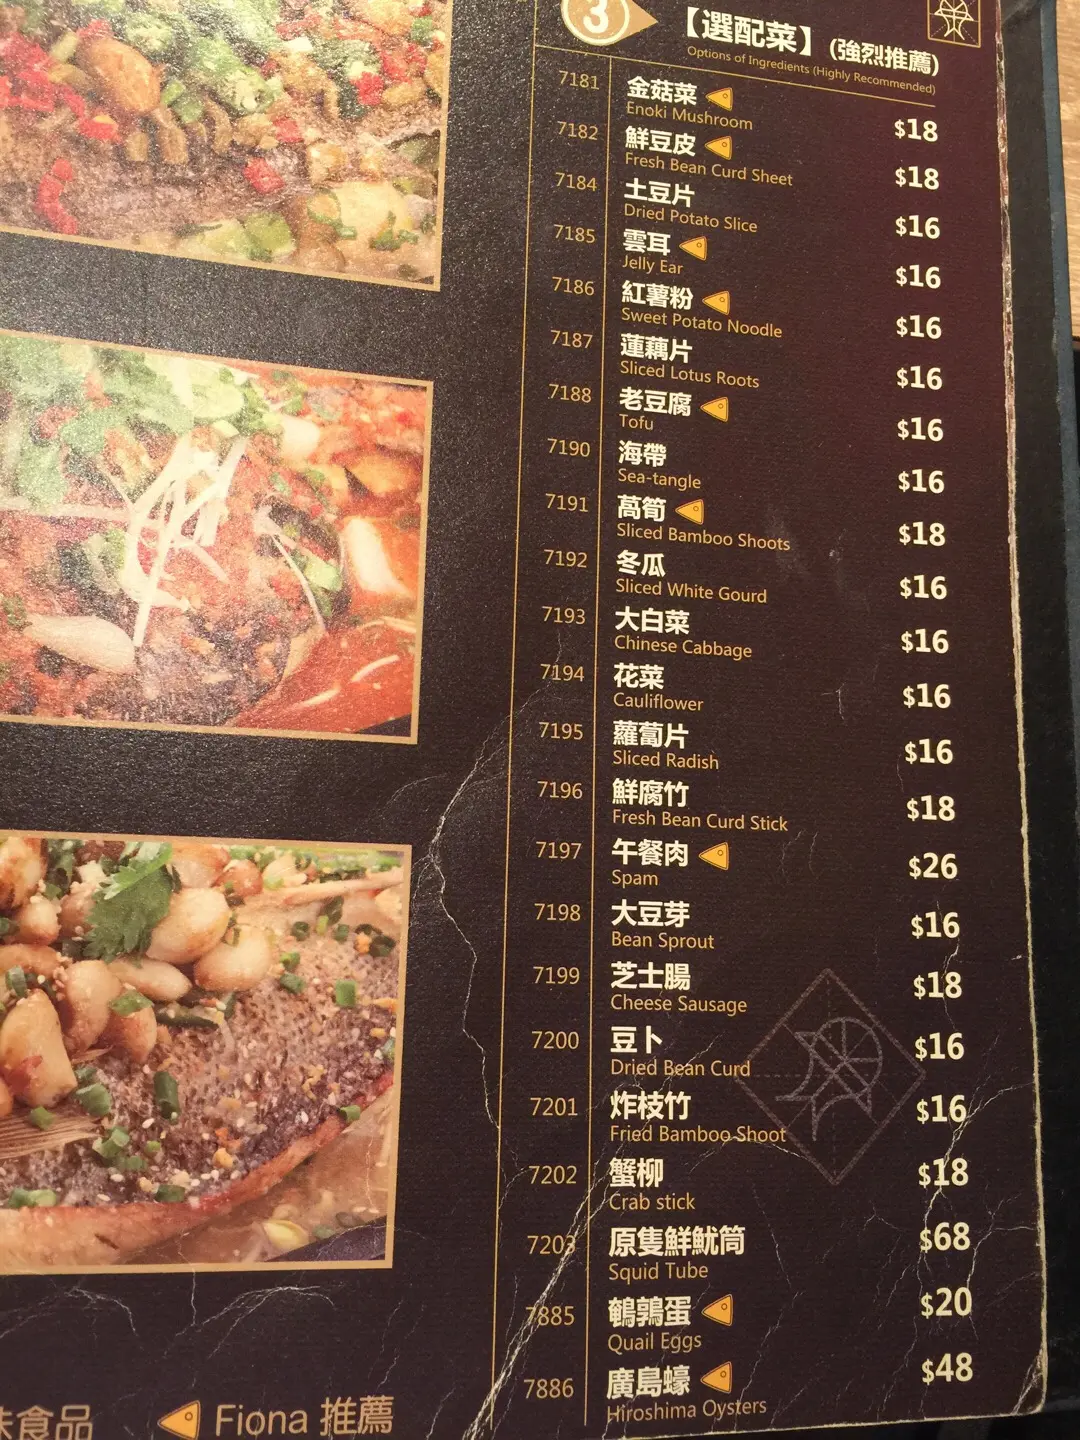 3
【選配菜】(強烈推薦)
Options of Ingredients (Highly Recommended)
7181 金菇菜 $18
Enoki Mushroom
7182 鮮豆皮 $18
Fresh Bean Curd Sheet
7184 土豆片 $16
Dried Potato Slice
7185 雲耳 $16
Jelly Ear
7186 紅薯粉 $16
Sweet Potato Noodle
7187 蓮藕片 $16
Sliced Lotus Roots
7188 老豆腐 $16
Tofu
7190 海帶 $16
Sea-tangle
7191 萵筍 $18
Sliced Bamboo Shoots
7192 冬瓜 $16
Sliced White Gourd
7193 大白菜 $16
Chinese Cabbage
7194 花菜 $16
Cauliflower
7195 蘿蔔片 $16
Sliced Radish
7196 鮮腐竹 $18
Fresh Bean Curd Stick
7197 午餐肉 $26
Spam
7198 大豆芽 $16
Bean Sprout
7199 芝士腸 $18
Cheese Sausage
7200 豆卜 $16
Dried Bean Curd
7201 炸枝竹 $16
Fried Bamboo Shoot
7202 蟹柳 $18
Crab stick
7203 原隻鮮魷筒 $68
Squid Tube
7885 鵪鶉蛋 $20
Quail Eggs
7886 廣島蠔 $48
Hiroshima Oysters
味食品 Fiona 推薦